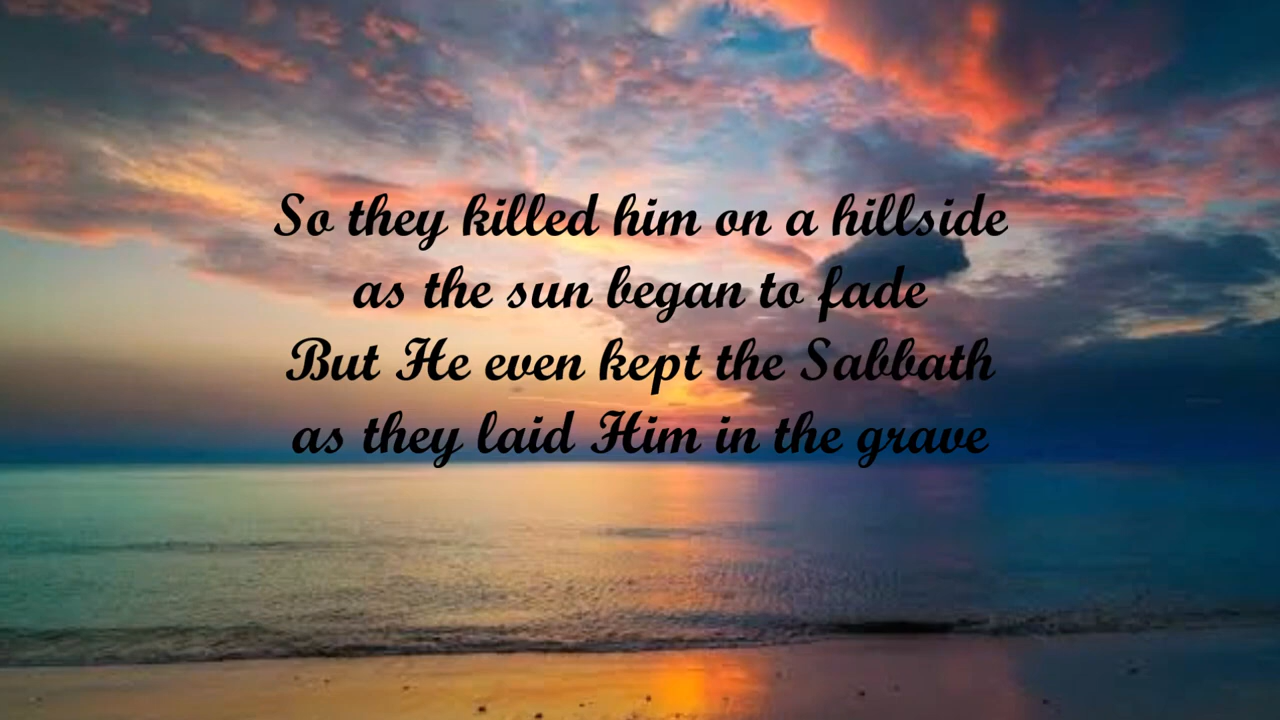 So they killed him on a hillside
as the sun began to fade
But He even kept the Sabbath
as they laid Him in the grave